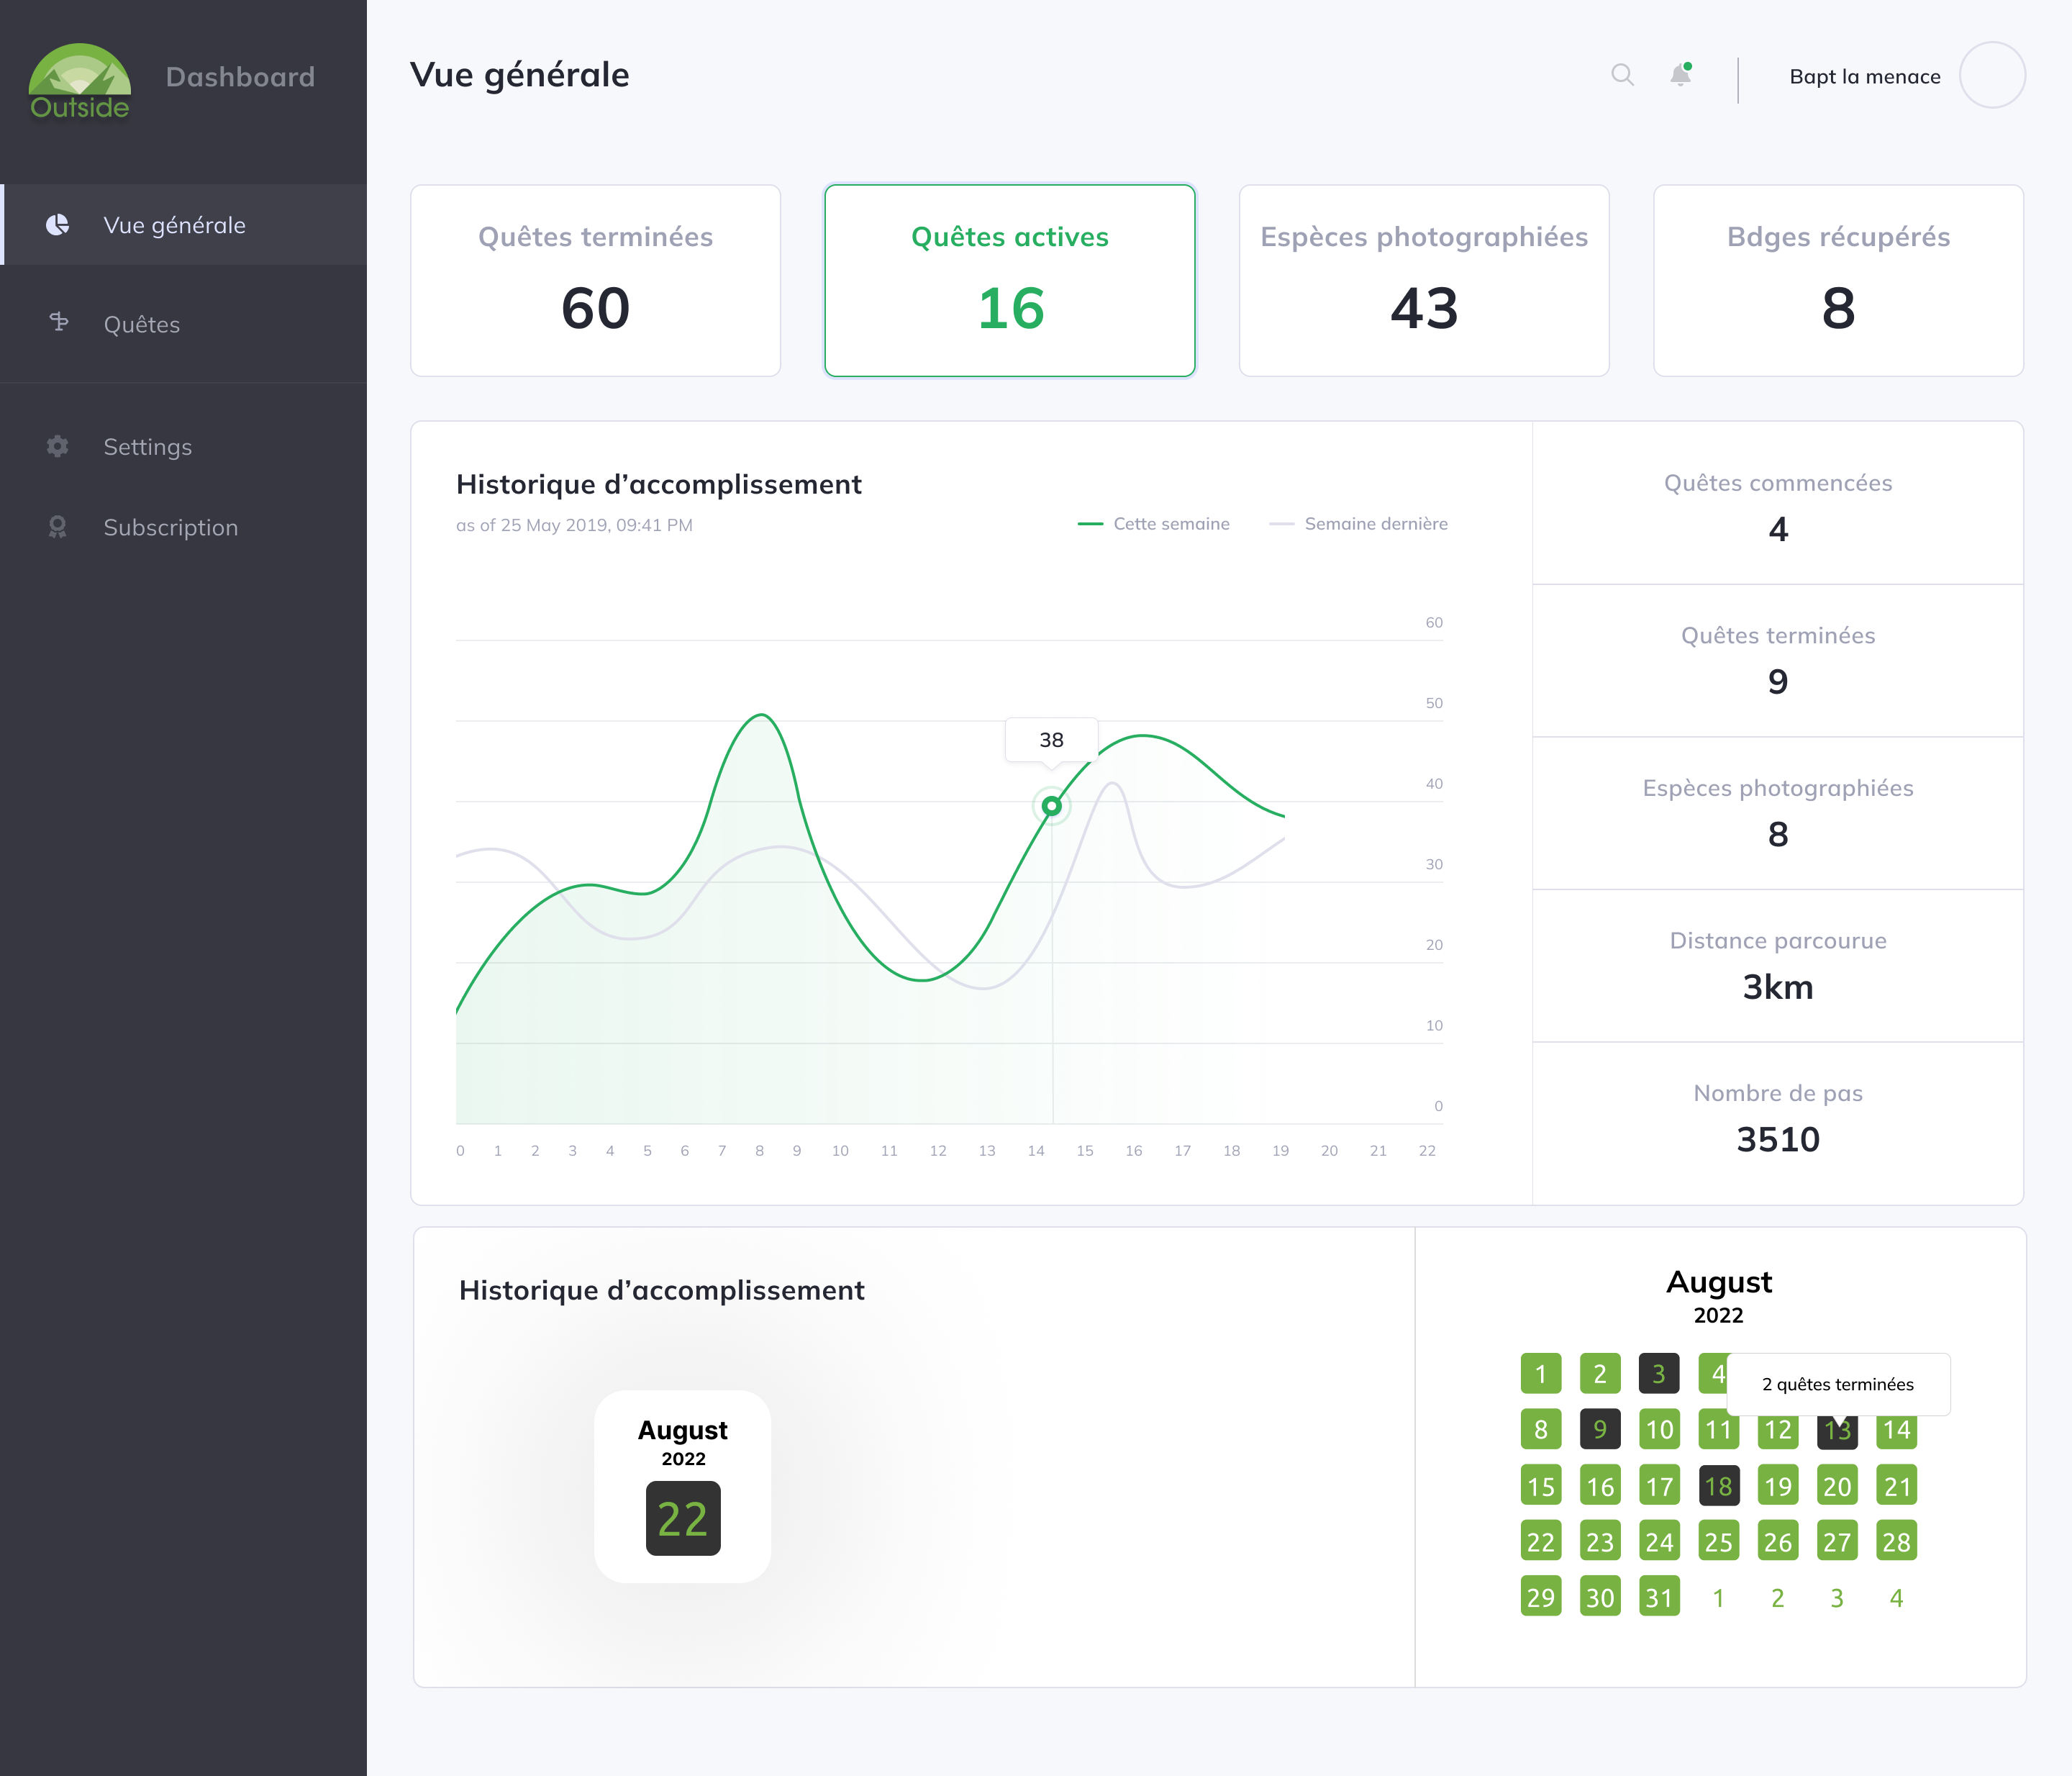 Outside
Dashboard
Vue générale
Quêtes
Settings
Subscription
Vue générale
Bapt la menace
Quêtes terminées
60
Quêtes actives
16
Espèces photographiées
43
Bdges récupérés
8
Historique d’accomplissement
as of 25 May 2019, 09:41 PM
Cette semaine
Semaine dernière
60
50
38
40
30
20
10
0
0 1 2 3 4 5 6 7 8 9 10 11 12 13 14 15 16 17 18 19 20 21 22
Quêtes commencées
4
Quêtes terminées
9
Espèces photographiées
8
Distance parcourue
3km
Nombre de pas
3510
Historique d’accomplissement
August
2022
22
August
2022
1 2 3 4
2 quêtes terminées
8 9 10 11 12 13 14
15 16 17 18 19 20 21
22 23 24 25 26 27 28
29 30 31 1 2 3 4